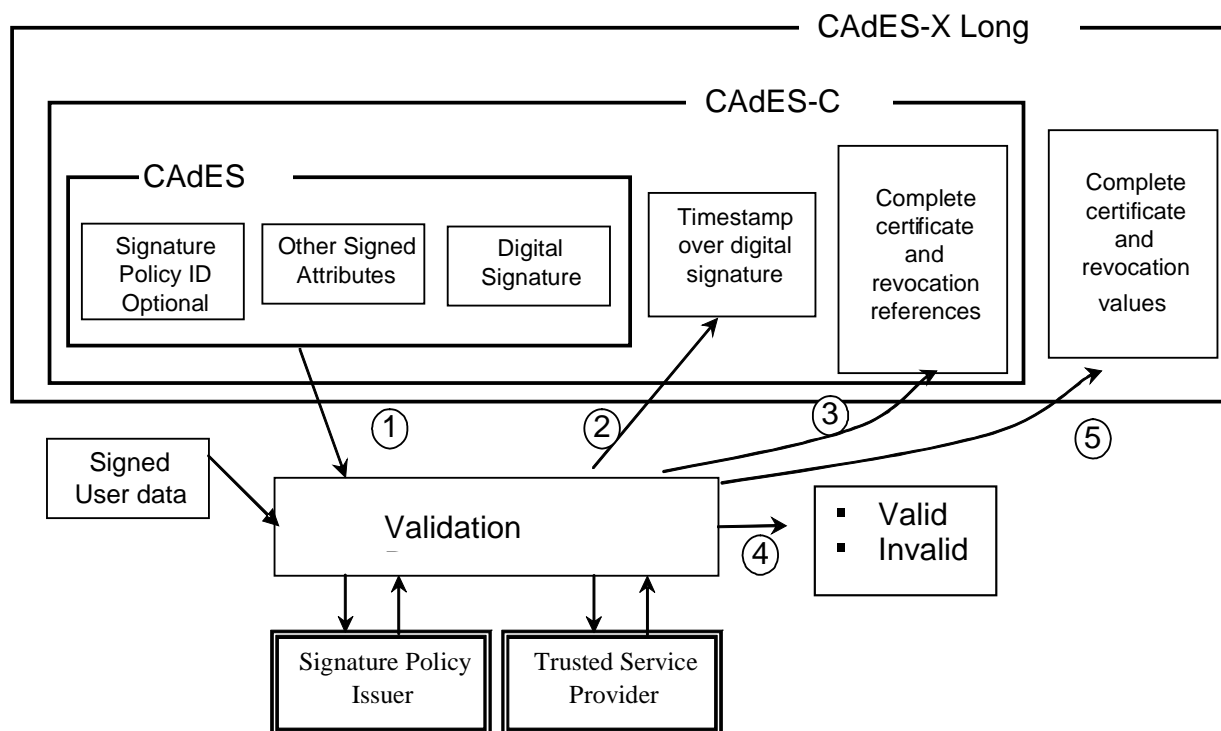 CAdES-X Long
CAdES-C
CAdES
Signature
Policy ID
Optional
Other Signed
Attributes
Digital
Signature
Timestamp
over digital
signature
Complete
certificate
and
revocation
references
Complete
certificate
and
revocation
values
1
2
3
5
Signed
User data
Validation
4
▪ Valid
▪ Invalid
Signature Policy
Issuer
Trusted Service
Provider